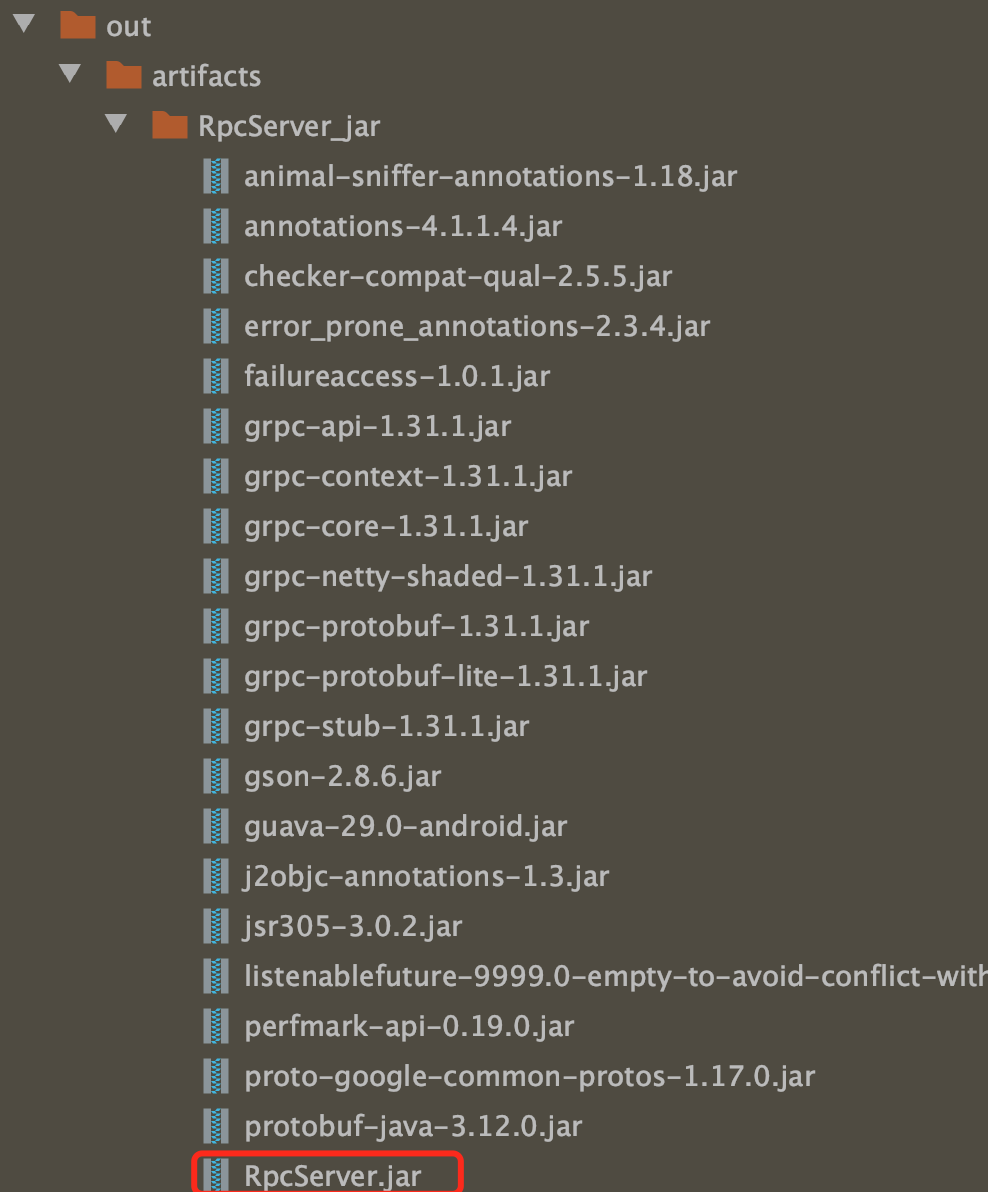 out
artifacts
RpcServer_jar
animal-sniffer-annotations-1.18.jar
annotations-4.1.1.4.jar
checker-compat-qual-2.5.5.jar
error_prone_annotations-2.3.4.jar
failureaccess-1.0.1.jar
grpc-api-1.31.1.jar
grpc-context-1.31.1.jar
grpc-core-1.31.1.jar
grpc-netty-shaded-1.31.1.jar
grpc-protobuf-1.31.1.jar
grpc-protobuf-lite-1.31.1.jar
grpc-stub-1.31.1.jar
gson-2.8.6.jar
guava-29.0-android.jar
j2objc-annotations-1.3.jar
jsr305-3.0.2.jar
listenablefuture-9999.0-empty-to-avoid-conflict-with
perfmark-api-0.19.0.jar
proto-google-common-protos-1.17.0.jar
protobuf-java-3.12.0.jar
RpcServer.jar